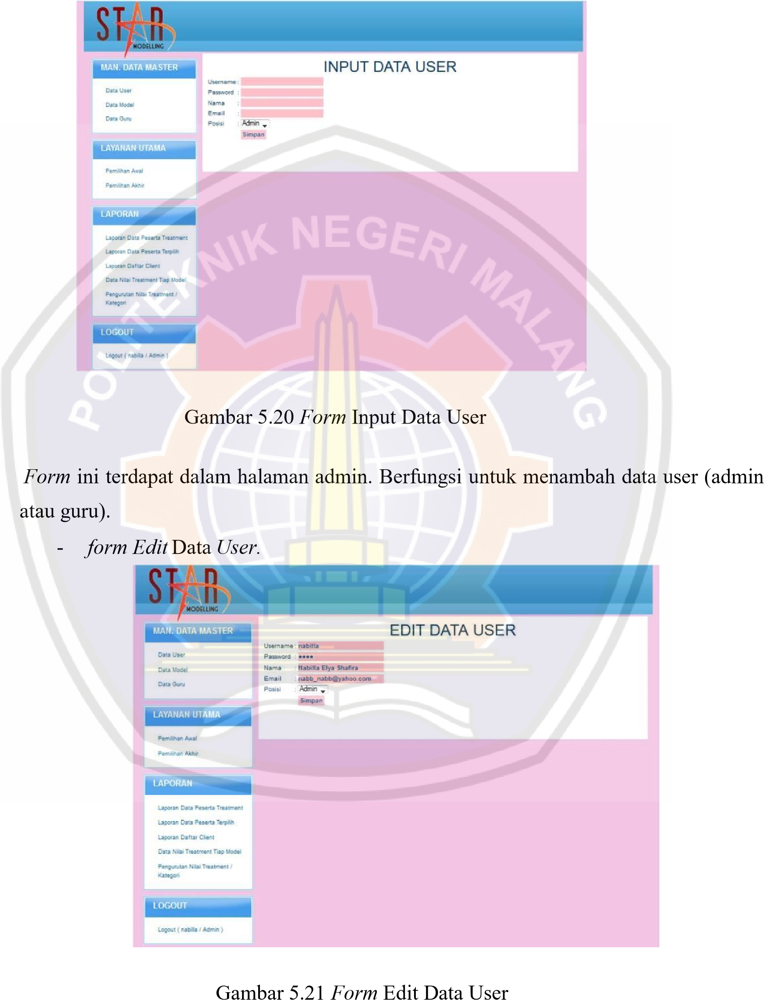 STAR
MODELLING
MAN. DATA MASTER
Data User
Data Model
Data Guru
LAYANAN UTAMA
Pemilihan Awal
Pemilihan Akhir
LAPORAN
Laporan Data Peserta Treatment
Laporan Data Peserta Terpilih
Laporan Daftar Client
Data Nilai Treatment Tiap Model
Pengurutan Nilai Treatment /
Kategori
LOGOUT
Logout ( nabilla / Admin )
INPUT DATA USER
Username :
Password :
Nama :
Email :
Posisi : Admin
Simpan
POLITEKNIK NEGERI MALANG
Gambar 5.20 Form Input Data User
Form ini terdapat dalam halaman admin. Berfungsi untuk menambah data user (admin
atau guru).
- form Edit Data User.
STAR
MODELLING
MAN. DATA MASTER
Data User
Data Model
Data Guru
LAYANAN UTAMA
Pemilihan Awal
Pemilihan Akhir
LAPORAN
Laporan Data Peserta Treatment
Laporan Data Peserta Terpilih
Laporan Daftar Client
Data Nilai Treatment Tiap Model
Pengurutan Nilai Treatment /
Kategori
LOGOUT
Logout ( nabilla / Admin )
EDIT DATA USER
Username : nabilla
Password : ••••
Nama : Nabilla Elya Shafira
Email : nabb_nabb@yahoo.com
Posisi : Admin
Simpan
Gambar 5.21 Form Edit Data User